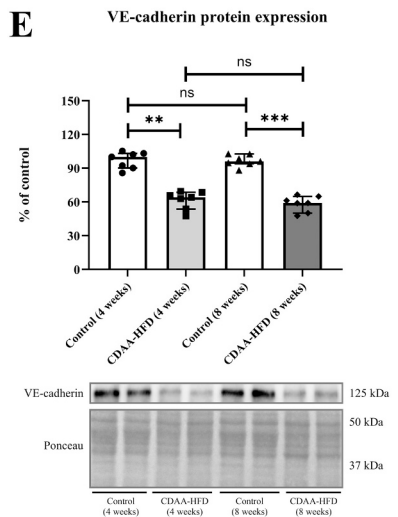 E
VE-cadherin protein expression
ns
ns
**
***
150
120
90
60
30
0
% of control
Control (4 weeks)
CDAA-HFD (4 weeks)
Control (8 weeks)
CDAA-HFD (8 weeks)
VE-cadherin
125 kDa
50 kDa
Ponceau
37 kDa
Control
(4 weeks)
CDAA-HFD
(4 weeks)
Control
(8 weeks)
CDAA-HFD
(8 weeks)